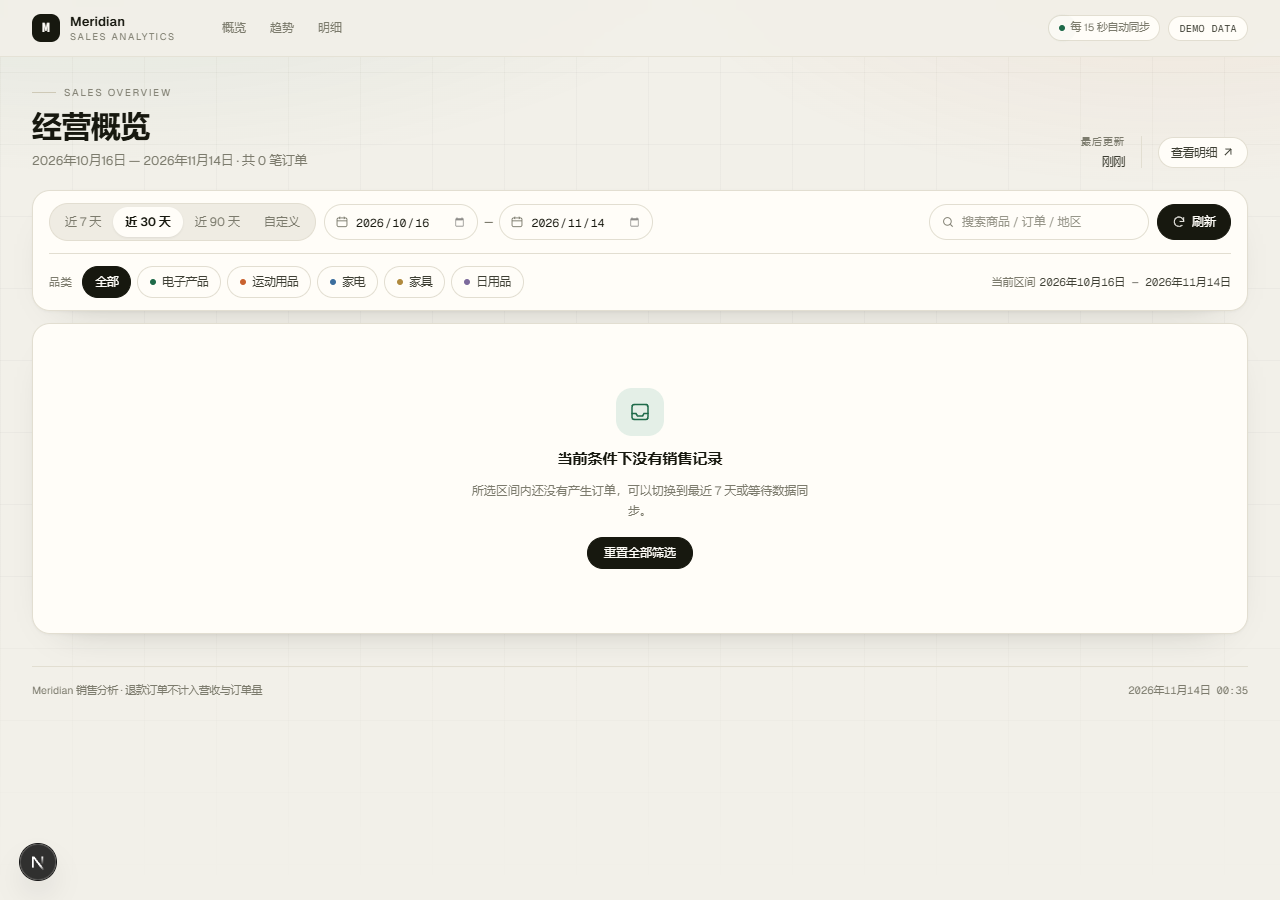 M Meridian
SALES ANALYTICS
概览 趋势 明细
每 15 秒自动同步
DEMO DATA
SALES OVERVIEW
经营概览
2026年10月16日 — 2026年11月14日 · 共 0 笔订单
最后更新
刚刚
查看明细
近 7 天 近 30 天 近 90 天 自定义
2026/10/16 — 2026/11/14
搜索商品 / 订单 / 地区
刷新
品类 全部 电子产品 运动用品 家电 家具 日用品
当前区间 2026年10月16日 — 2026年11月14日
当前条件下没有销售记录
所选区间内还没有产生订单，可以切换到最近 7 天或等待数据同
步。
重置全部筛选
Meridian 销售分析 · 退款订单不计入营收与订单量
2026年11月14日 00:35
N